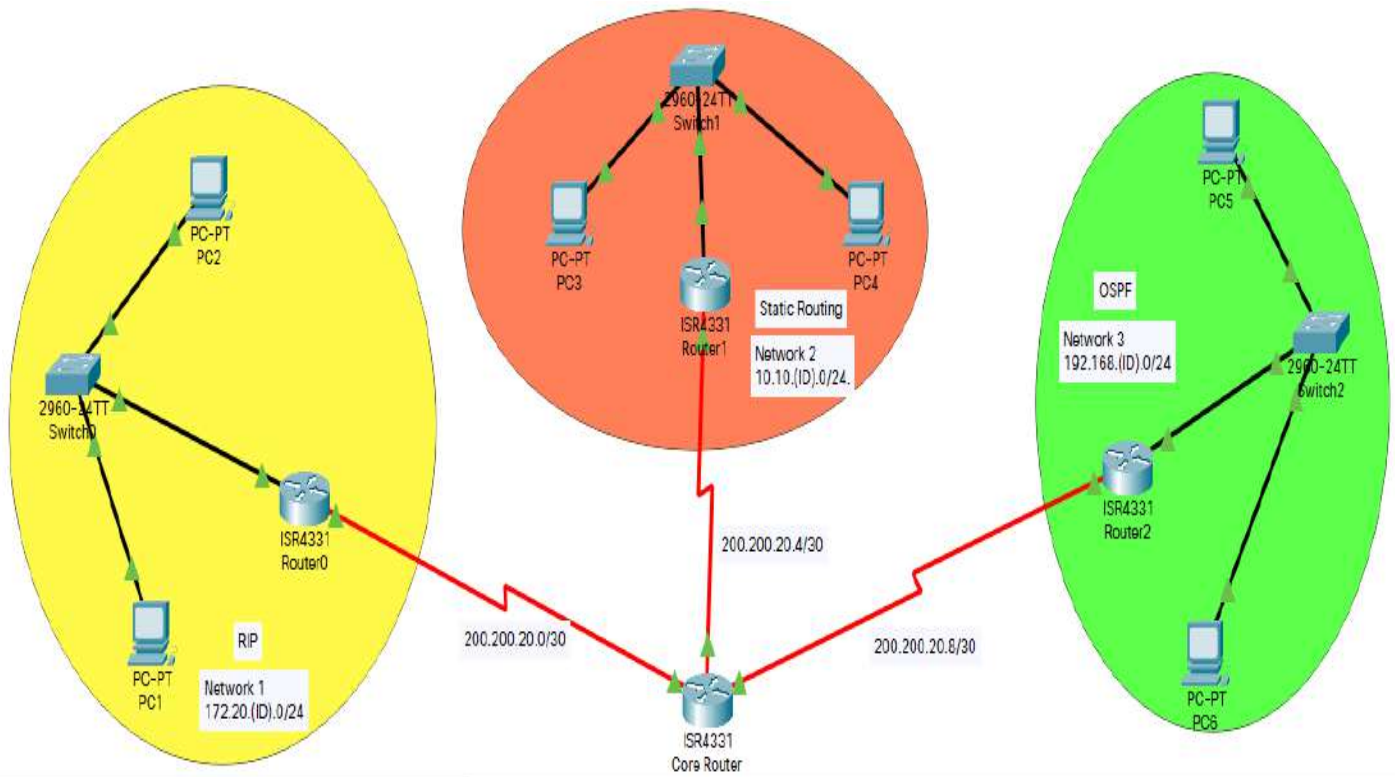 PC-PT
PC2
2960-24TT
Switch0
ISR4331
Router0
PC-PT
PC1
RIP
Network 1
172.20.(ID).0/24
2960-24TT
Switch1
PC-PT
PC3
PC-PT
PC4
ISR4331
Router1
Static Routing
Network 2
10.10.(ID).0/24.
PC-PT
PC5
OSPF
Network 3
192.168.(ID).0/24
2960-24TT
Switch2
ISR4331
Router2
PC-PT
PC6
200.200.20.0/30
200.200.20.4/30
200.200.20.8/30
ISR4331
Core Router